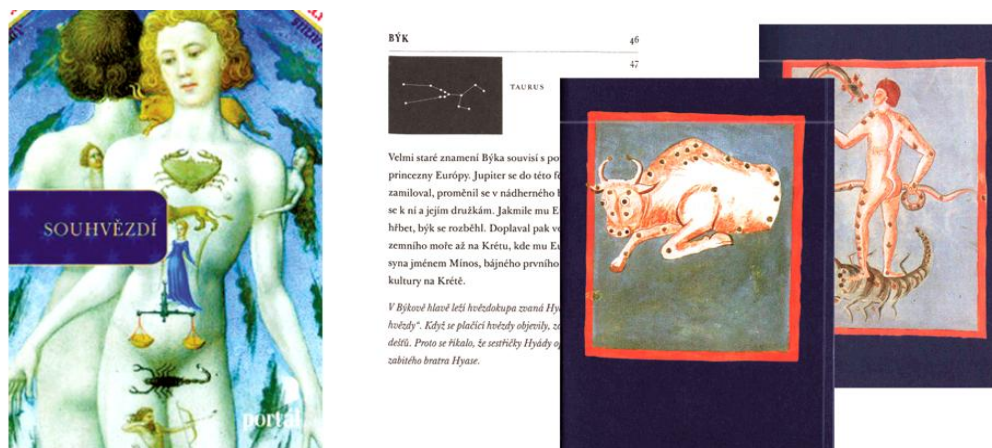 SOUHVĚZDÍ
portál
BÝK
46
47
TAURUS
Velmi staré znamení Býka souvisí s
princezny Európy. Jupiter se do této
zamiloval, proměnil se v nádherného
se k ní a jejím družkám. Jakmile mu
hřbet, býk se rozběhl. Doplaval pak
zemního moře až na Krétu, kde mu
syna jménem Mínos, bájného prvního
kultury na Krétě.
V Býkově hlavě leží hvězdokupa zvaná
hvězdy“. Když se plačící hvězdy objevily,
dešťů. Proto se říkalo, že sestřičky Hyády
zabitého bratra Hyase.